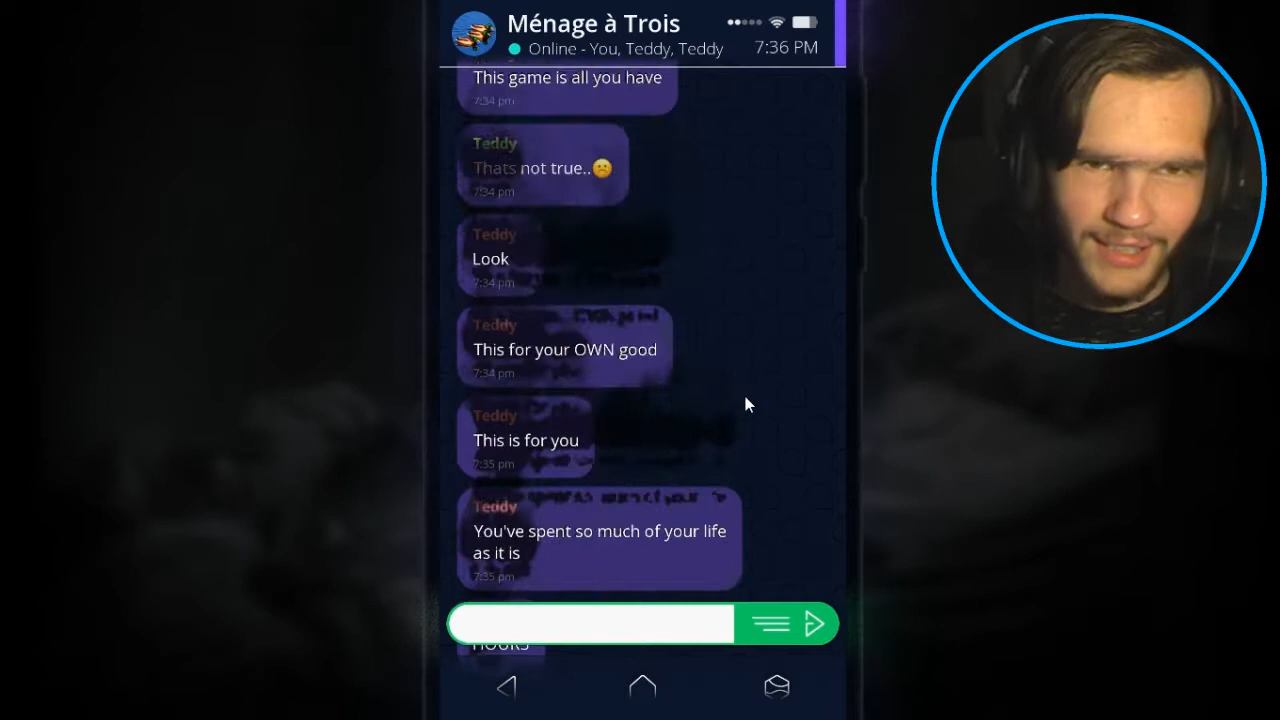 Ménage à Trois
Online - You, Teddy, Teddy
7:36 PM
This game is all you have
7:34 pm
Teddy
Thats not true..☹️
7:34 pm
Teddy
Look
7:34 pm
Teddy
This for your OWN good
7:34 pm
Teddy
This is for you
7:35 pm
Teddy
You've spent so much of your life
as it is
7:35 pm
HOURS